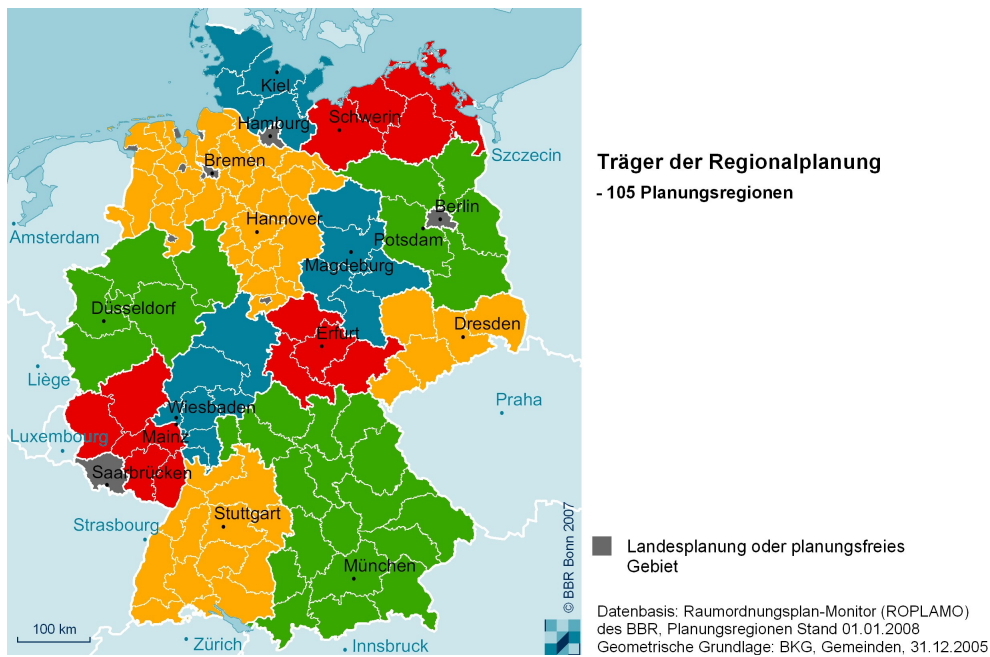 Kiel
Hamburg
Schwerin
Bremen
Szczecin
Hannover
Berlin
Potsdam
Amsterdam
Magdeburg
Düsseldorf
Erfurt
Dresden
Liège
Wiesbaden
Praha
Luxembourg
Mainz
Saarbrücken
Strasbourg
Stuttgart
München
100 km
Zürich
Innsbruck
© BBR Bonn 2007
Träger der Regionalplanung
- 105 Planungsregionen
Landesplanung oder planungsfreies
Gebiet
Datenbasis: Raumordnungsplan-Monitor (ROPLAMO)
des BBR, Planungsregionen Stand 01.01.2008
Geometrische Grundlage: BKG, Gemeinden, 31.12.2005